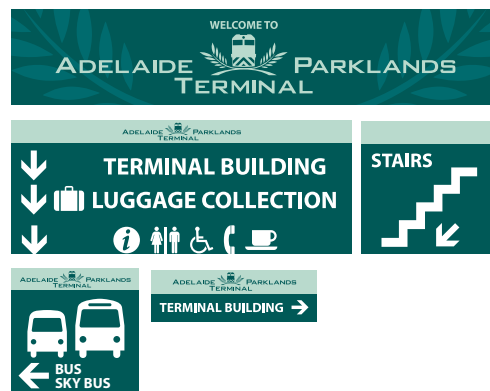 WELCOME TO
ADELAIDE PARKLANDS
TERMINAL
ADELAIDE PARKLANDS
TERMINAL
TERMINAL BUILDING
LUGGAGE COLLECTION
i
STAIRS
ADELAIDE PARKLANDS
TERMINAL
BUS
SKY BUS
ADELAIDE PARKLANDS
TERMINAL
TERMINAL BUILDING